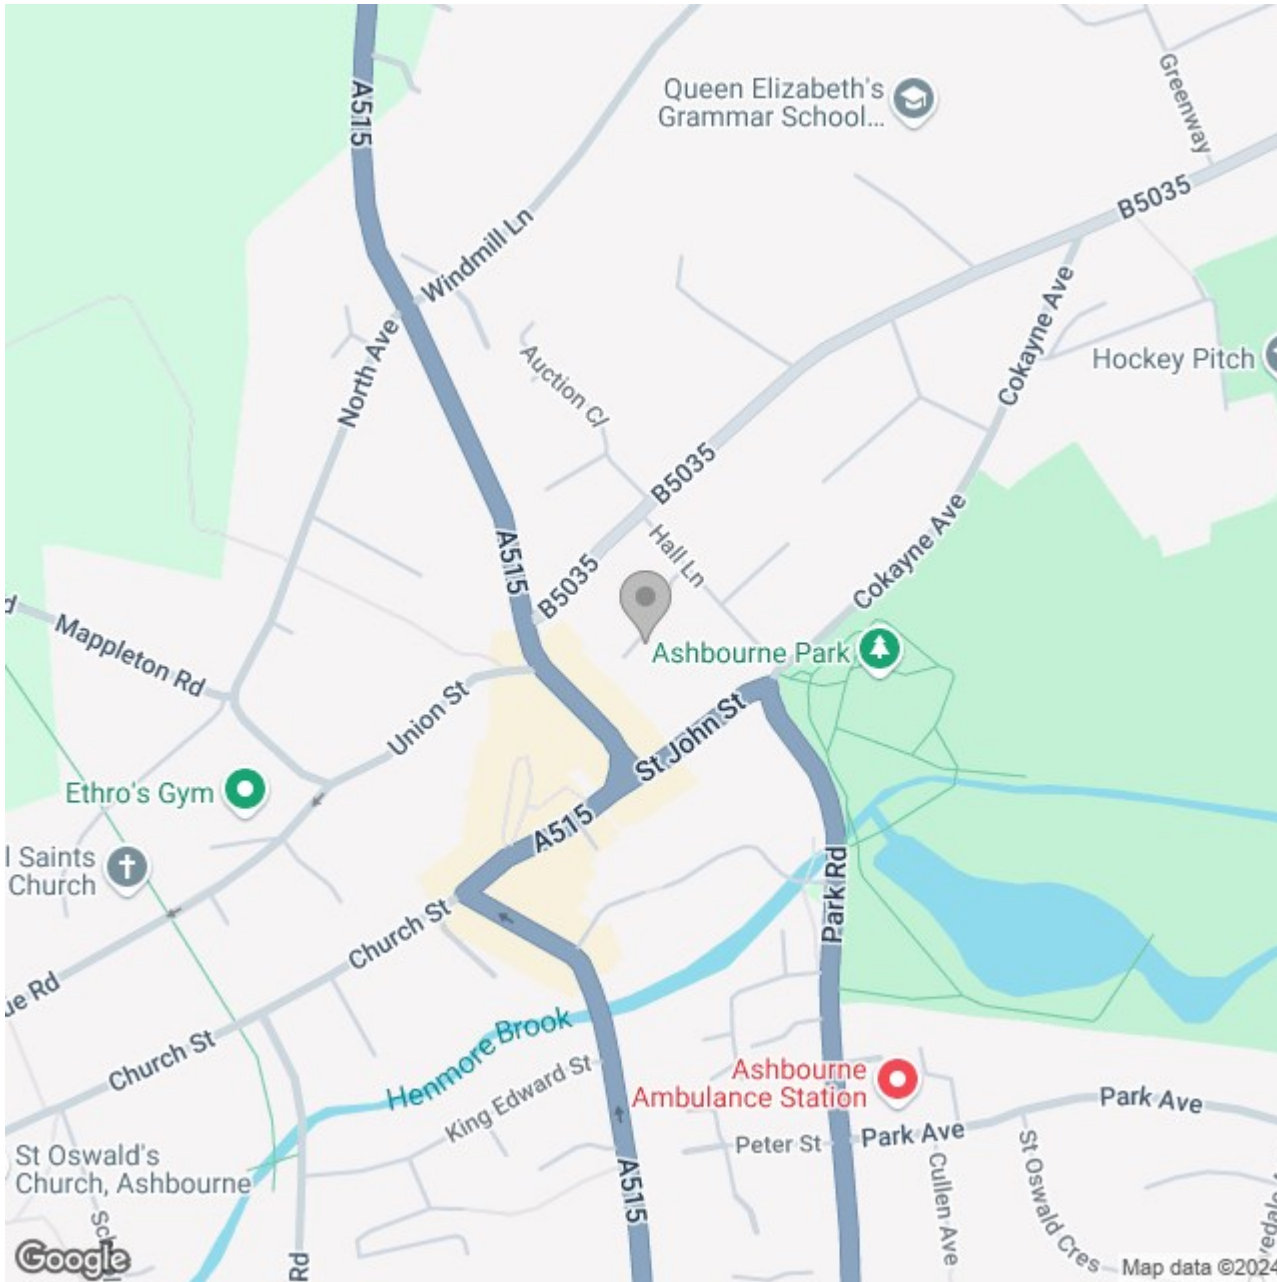 A515
Queen Elizabeth's
Grammar School...
Greenway
B5035
Windmill Ln
North Ave
Auction Cl
Cokayne Ave
Hockey Pitch
B5035
A515
B5035
Hall Ln
Cokayne Ave
Mappleton Rd
Ashbourne Park
Union St
St John St
Ethro's Gym
A515
l Saints
Church
Park Rd
Church St
ue Rd
Henmore Brook
Church St
King Edward St
Ashbourne
Ambulance Station
Park Ave
Peter St
Park Ave
St Oswald's
Church, Ashbourne
A515
Cullen Ave
St Oswald Cres
Rd
Google
Map data ©2024